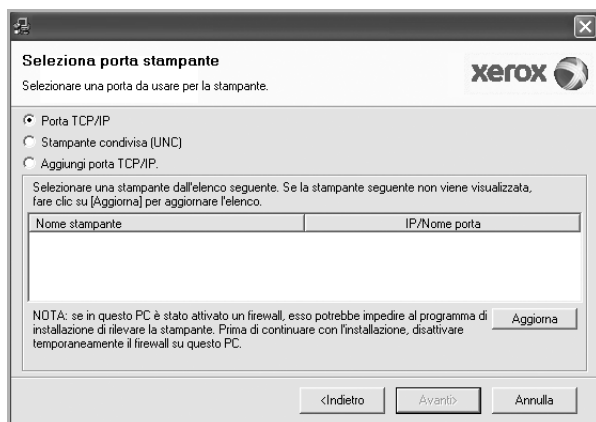 Seleziona porta stampante
Selezionare una porta da usare per la stampante.
xerox
Porta TCP/IP
Stampante condivisa (UNC)
Aggiungi porta TCP/IP.
Selezionare una stampante dall'elenco seguente. Se la stampante seguente non viene visualizzata,
fare clic su [Aggiorna] per aggiornare l'elenco.
Nome stampante IP/Nome porta
NOTA: se in questo PC è stato attivato un firewall, esso potrebbe impedire al programma di
installazione di rilevare la stampante. Prima di continuare con l'installazione, disattivare
temporaneamente il firewall su questo PC.
Aggiorna
<Indietro Avanti> Annulla